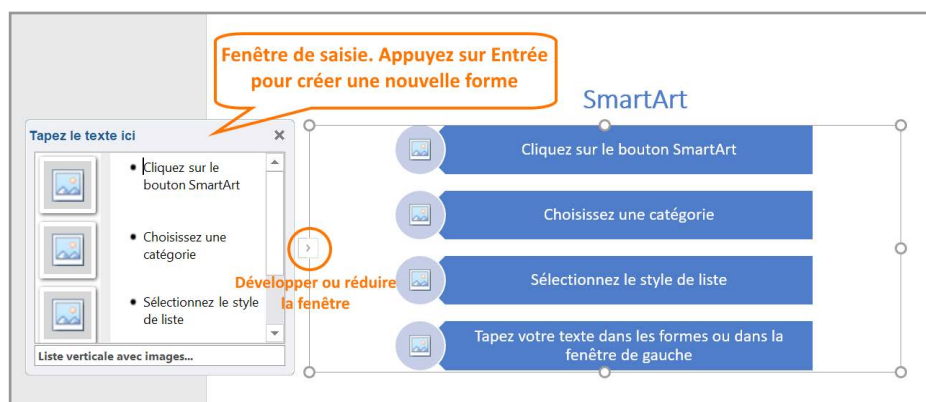 Fenêtre de saisie. Appuyez sur Entrée
pour créer une nouvelle forme
SmartArt
Tapez le texte ici
Cliquez sur le
bouton SmartArt
Choisissez une
catégorie
Sélectionnez le style
de liste
Liste verticale avec images...
Développer ou réduire
la fenêtre
Cliquez sur le bouton SmartArt
Choisissez une catégorie
Sélectionnez le style de liste
Tapez votre texte dans les formes ou dans la
fenêtre de gauche